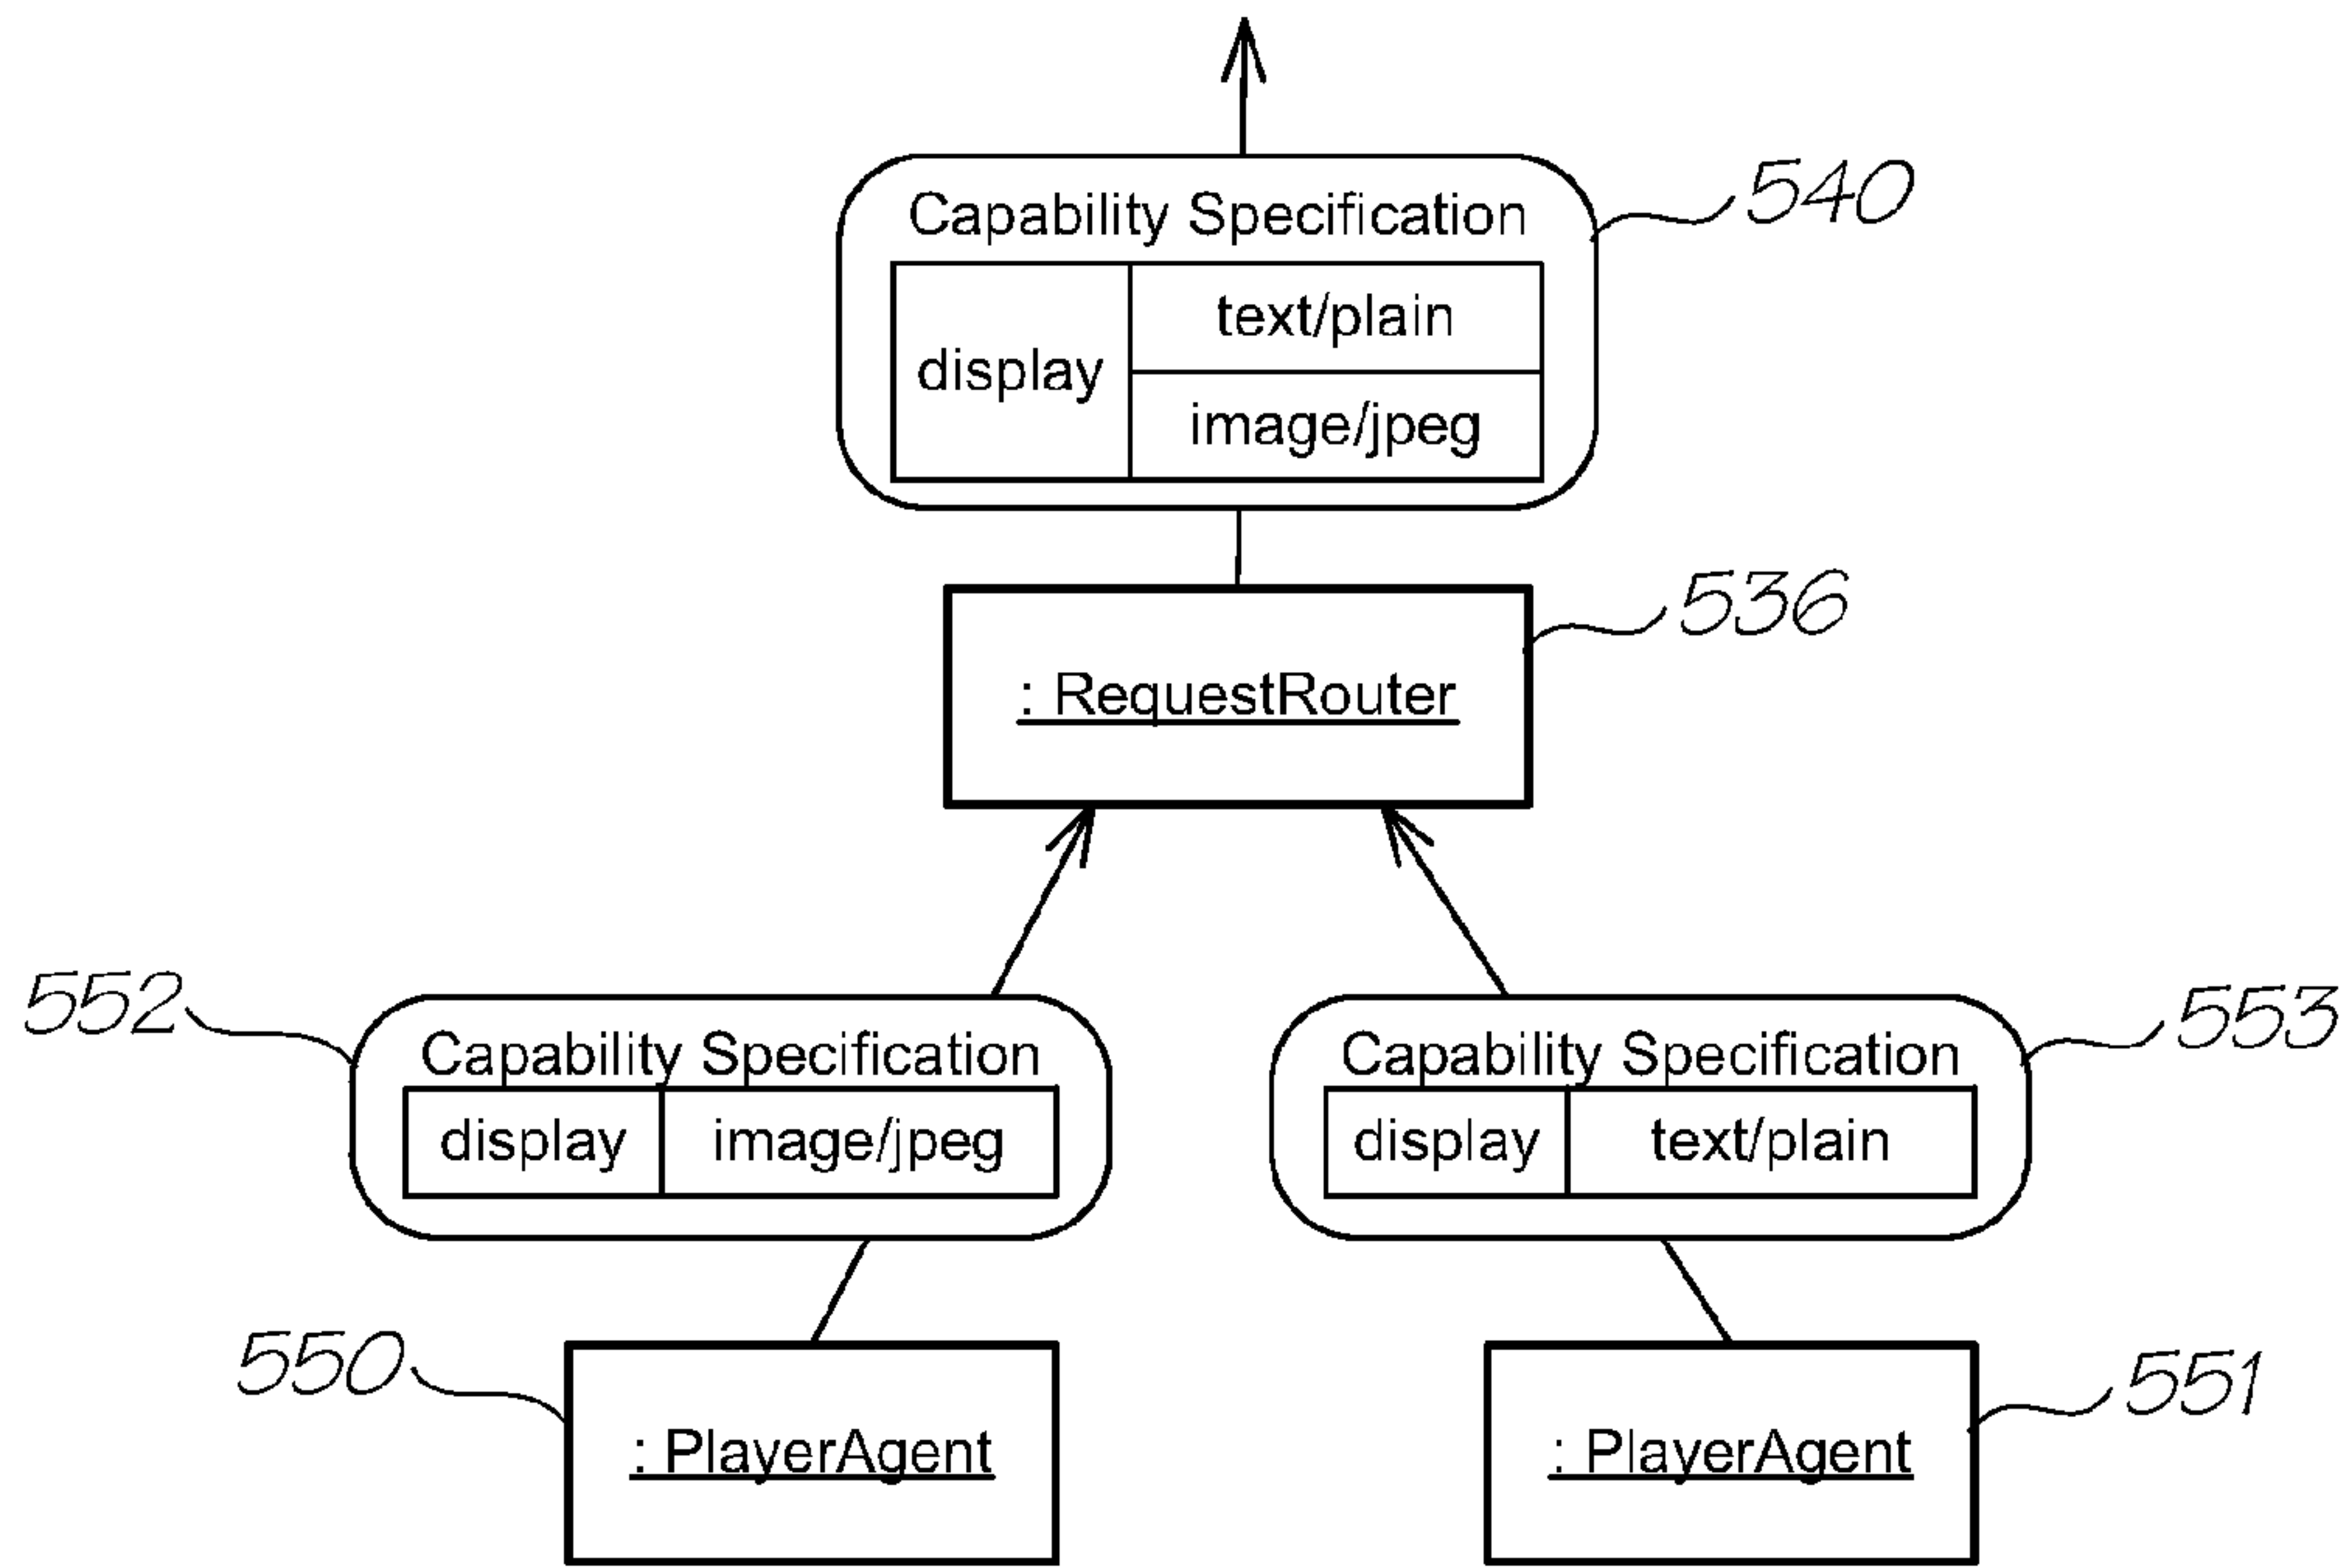 Capability Specification
540
display
text/plain
image/jpeg
536
: RequestRouter
552
Capability Specification
display
image/jpeg
553
Capability Specification
display
text/plain
550
: PlayerAgent
551
: PlayerAgent